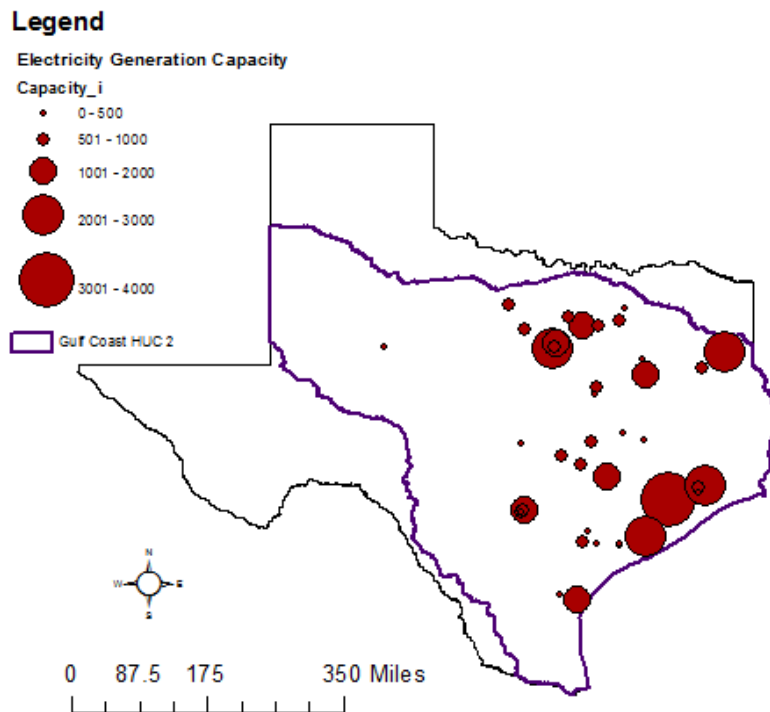 Legend
Electricity Generation Capacity
Capacity_i
0 - 500
501 - 1000
1001 - 2000
2001 - 3000
3001 - 4000
Gulf Coast HUC 2
N
W E
S
0 87.5 175 350 Miles